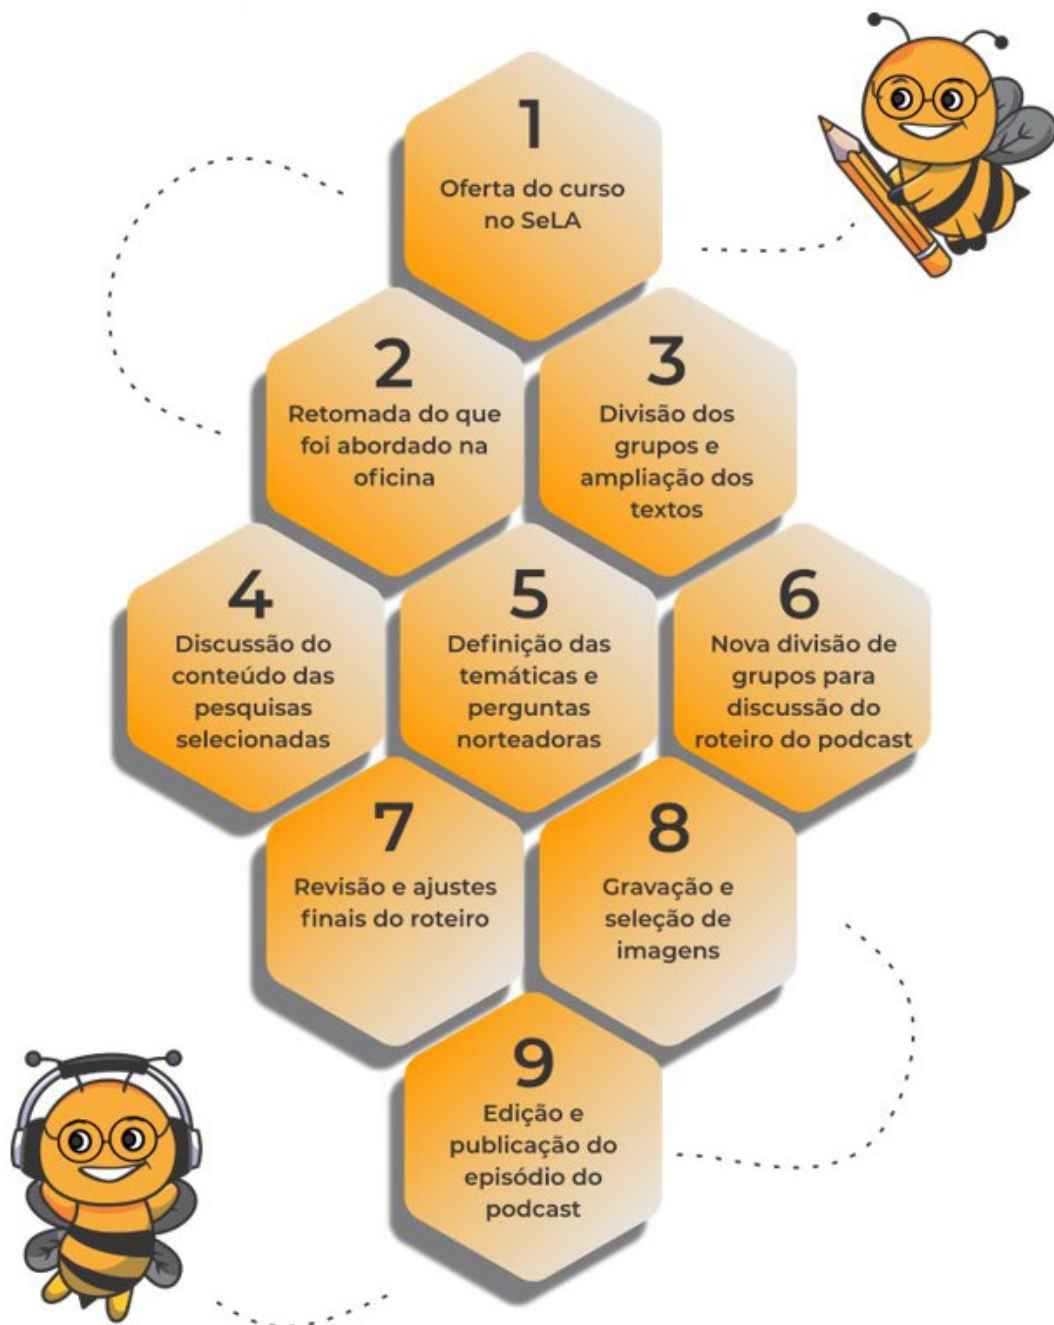 1
Oferta do curso
no SeLA
2
Retomada do que
foi abordado na
oficina
3
Divisão dos
grupos e
ampliação dos
textos
4
Discussão do
conteúdo das
pesquisas
selecionadas
5
Definição das
temáticas e
perguntas
norteadoras
6
Nova divisão de
grupos para
discussão do
roteiro do podcast
7
Revisão e ajustes
finais do roteiro
8
Gravação e
seleção de
imagens
9
Edição e
publicação do
episódio do
podcast